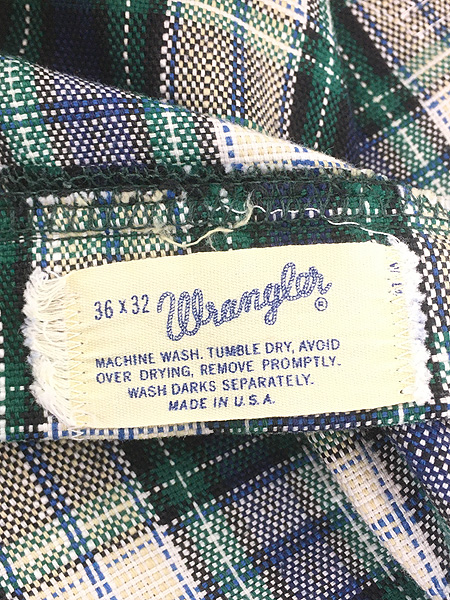 36 X 32 Wrangler ®
MACHINE WASH. TUMBLE DRY, AVOID
OVER DRYING, REMOVE PROMPTLY.
WASH DARKS SEPARATELY.
MADE IN U.S.A.